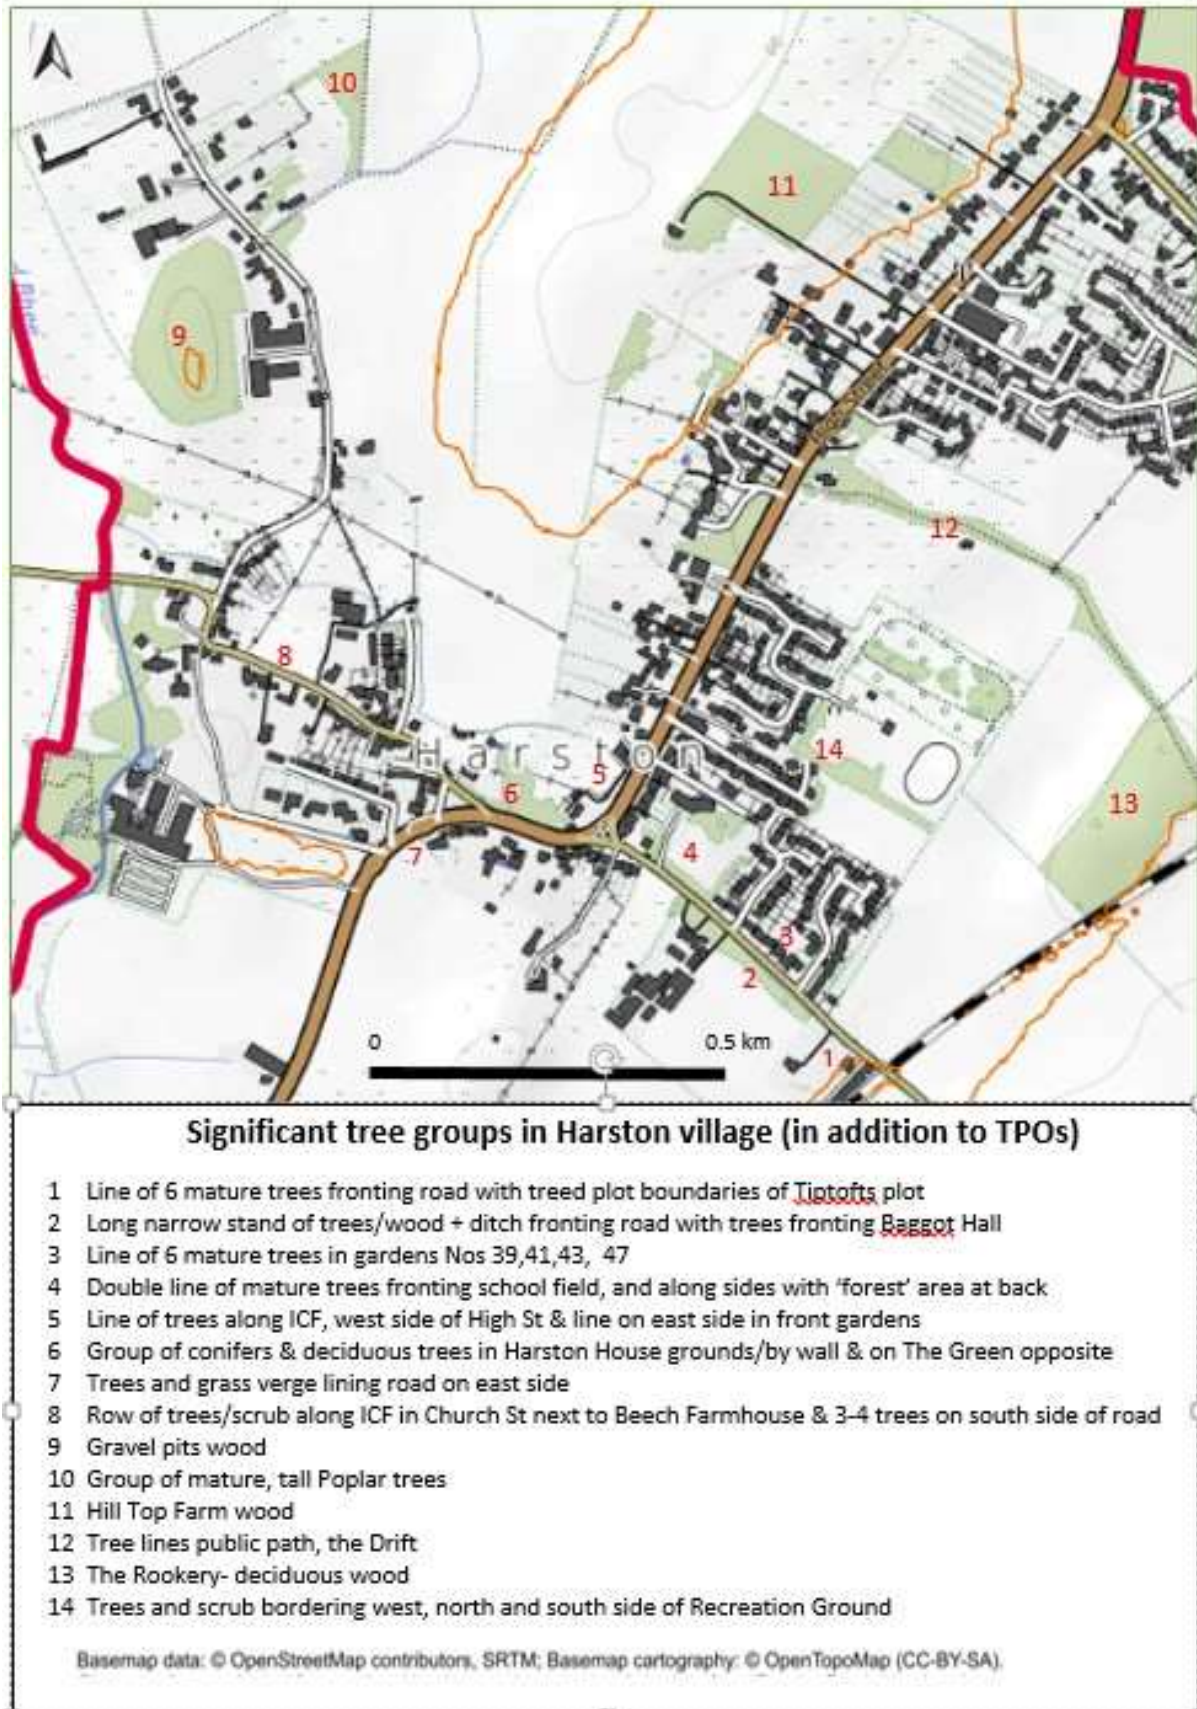 10
11
9
12
8
Harston
5
14
6
13
7
4
3
2
0
0.5 km
1
Significant tree groups in Harston village (in addition to TPOs)
1 Line of 6 mature trees fronting road with treed plot boundaries of Tiptofts plot
2 Long narrow stand of trees/wood + ditch fronting road with trees fronting Baggot Hall
3 Line of 6 mature trees in gardens Nos 39,41,43, 47
4 Double line of mature trees fronting school field, and along sides with ‘forest’ area at back
5 Line of trees along ICF, west side of High St & line on east side in front gardens
6 Group of conifers & deciduous trees in Harston House grounds/by wall & on The Green opposite
7 Trees and grass verge lining road on east side
8 Row of trees/scrub along ICF in Church St next to Beech Farmhouse & 3-4 trees on south side of road
9 Gravel pits wood
10 Group of mature, tall Poplar trees
11 Hill Top Farm wood
12 Tree lines public path, the Drift
13 The Rookery- deciduous wood
14 Trees and scrub bordering west, north and south side of Recreation Ground
Basemap data: © OpenStreetMap contributors, SRTM; Basemap cartography: © OpenTopoMap (CC-BY-SA).